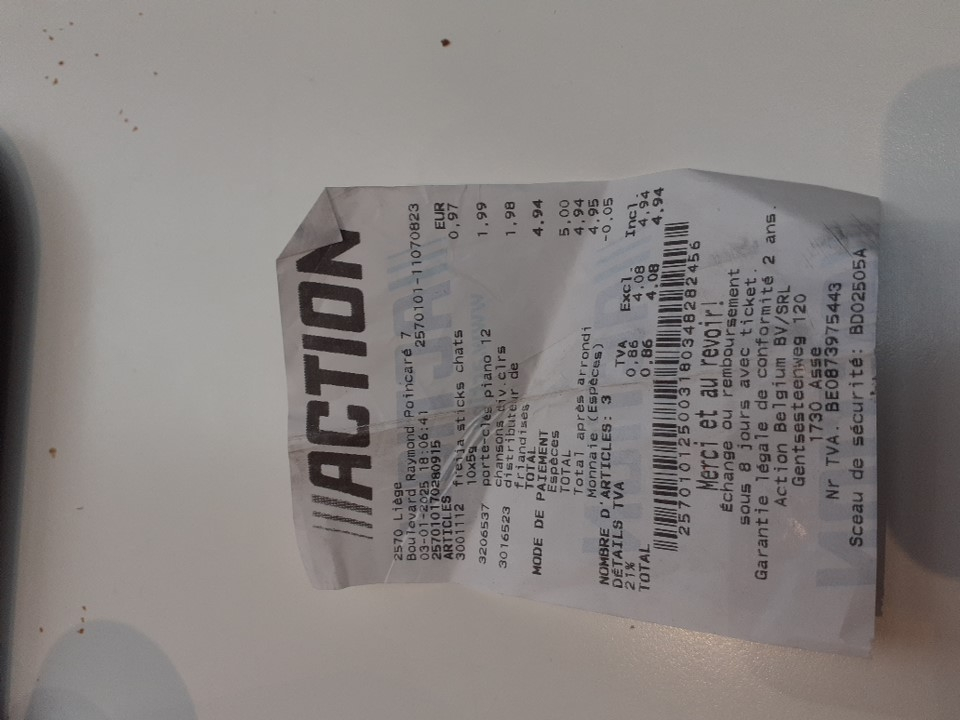 ACTION
2570 Liège
Boulevard Raymond Poincaré 7
03-01-2025 18:06:41 2570101-11070823
2570101170280915
ARTICLES EUR
3001112 freija sticks chats 0,97
10x5g
3206537 porte-clés piano 12 1,99
chansons div.clrs
3016523 distributeur de 1,98
friandises
TOTAL 4,94
MODE DE PAIEMENT
Espèces 5,00
TOTAL 4,94
Total après arrondi 4,95
Monnaie (Espèces) -0,05
NOMBRE D'ARTICLES: 3
DÉTAILS TVA TVA Excl. Incl.
21% 0,86 4,08 4,94
TOTAL 0,86 4,08 4,94
2570101250003180348282456
Merci et au revoir!
Échange ou remboursement
sous 8 jours avec ticket.
Garantie légale de conformité 2 ans.
Action Belgium BV/SRL
Gentsesteenweg 120
1730 Asse
Nr TVA. BE0873975443
Sceau de sécurité: BD02505A